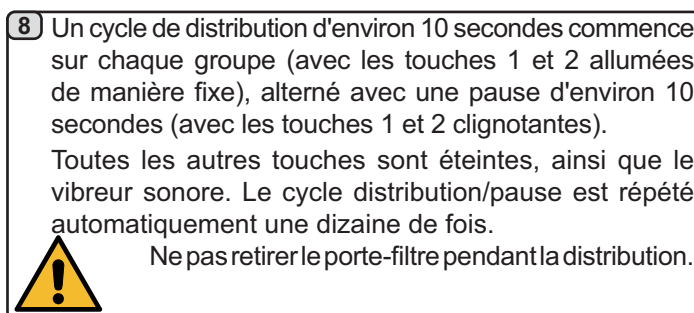 8 Un cycle de distribution d'environ 10 secondes commence
sur chaque groupe (avec les touches 1 et 2 allumées
de manière fixe), alterné avec une pause d'environ 10
secondes (avec les touches 1 et 2 clignotantes).
Toutes les autres touches sont éteintes, ainsi que le
vibreur sonore. Le cycle distribution/pause est répété
automatiquement une dizaine de fois.
Ne pas retirer le porte-filtre pendant la distribution.